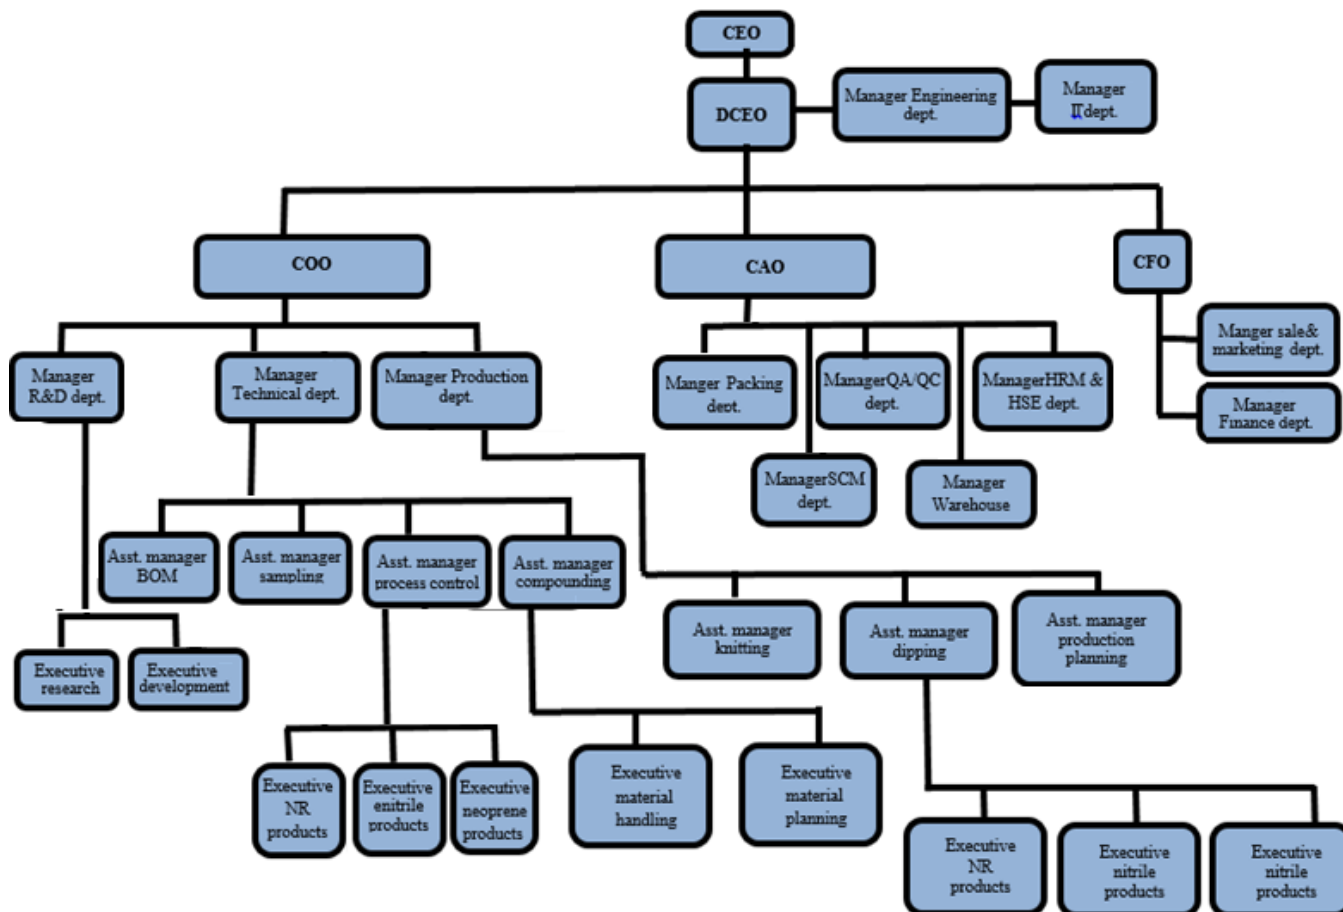 CEO
DCEO
Manager Engineering
dept.
Manager
IT dept.
COO
CAO
CFO
Manager
R&D dept.
Manager
Technical dept.
Manager Production
dept.
Manger Packing
dept.
ManagerQA/QC
dept.
ManagerHRM &
HSE dept.
Manger sale&
marketing dept.
Manager
Finance dept.
ManagerSCM
dept.
Manager
Warehouse
Asst. manager
BOM
Asst. manager
sampling
Asst. manager
process control
Asst. manager
compounding
Asst. manager
knitting
Asst. manager
dipping
Asst. manager
production
planning
Executive
research
Executive
development
Executive
NR
products
Executive
enitrile
products
Executive
neoprene
products
Executive
material
handling
Executive
material
planning
Executive
NR
products
Executive
nitrile
products
Executive
nitrile
products